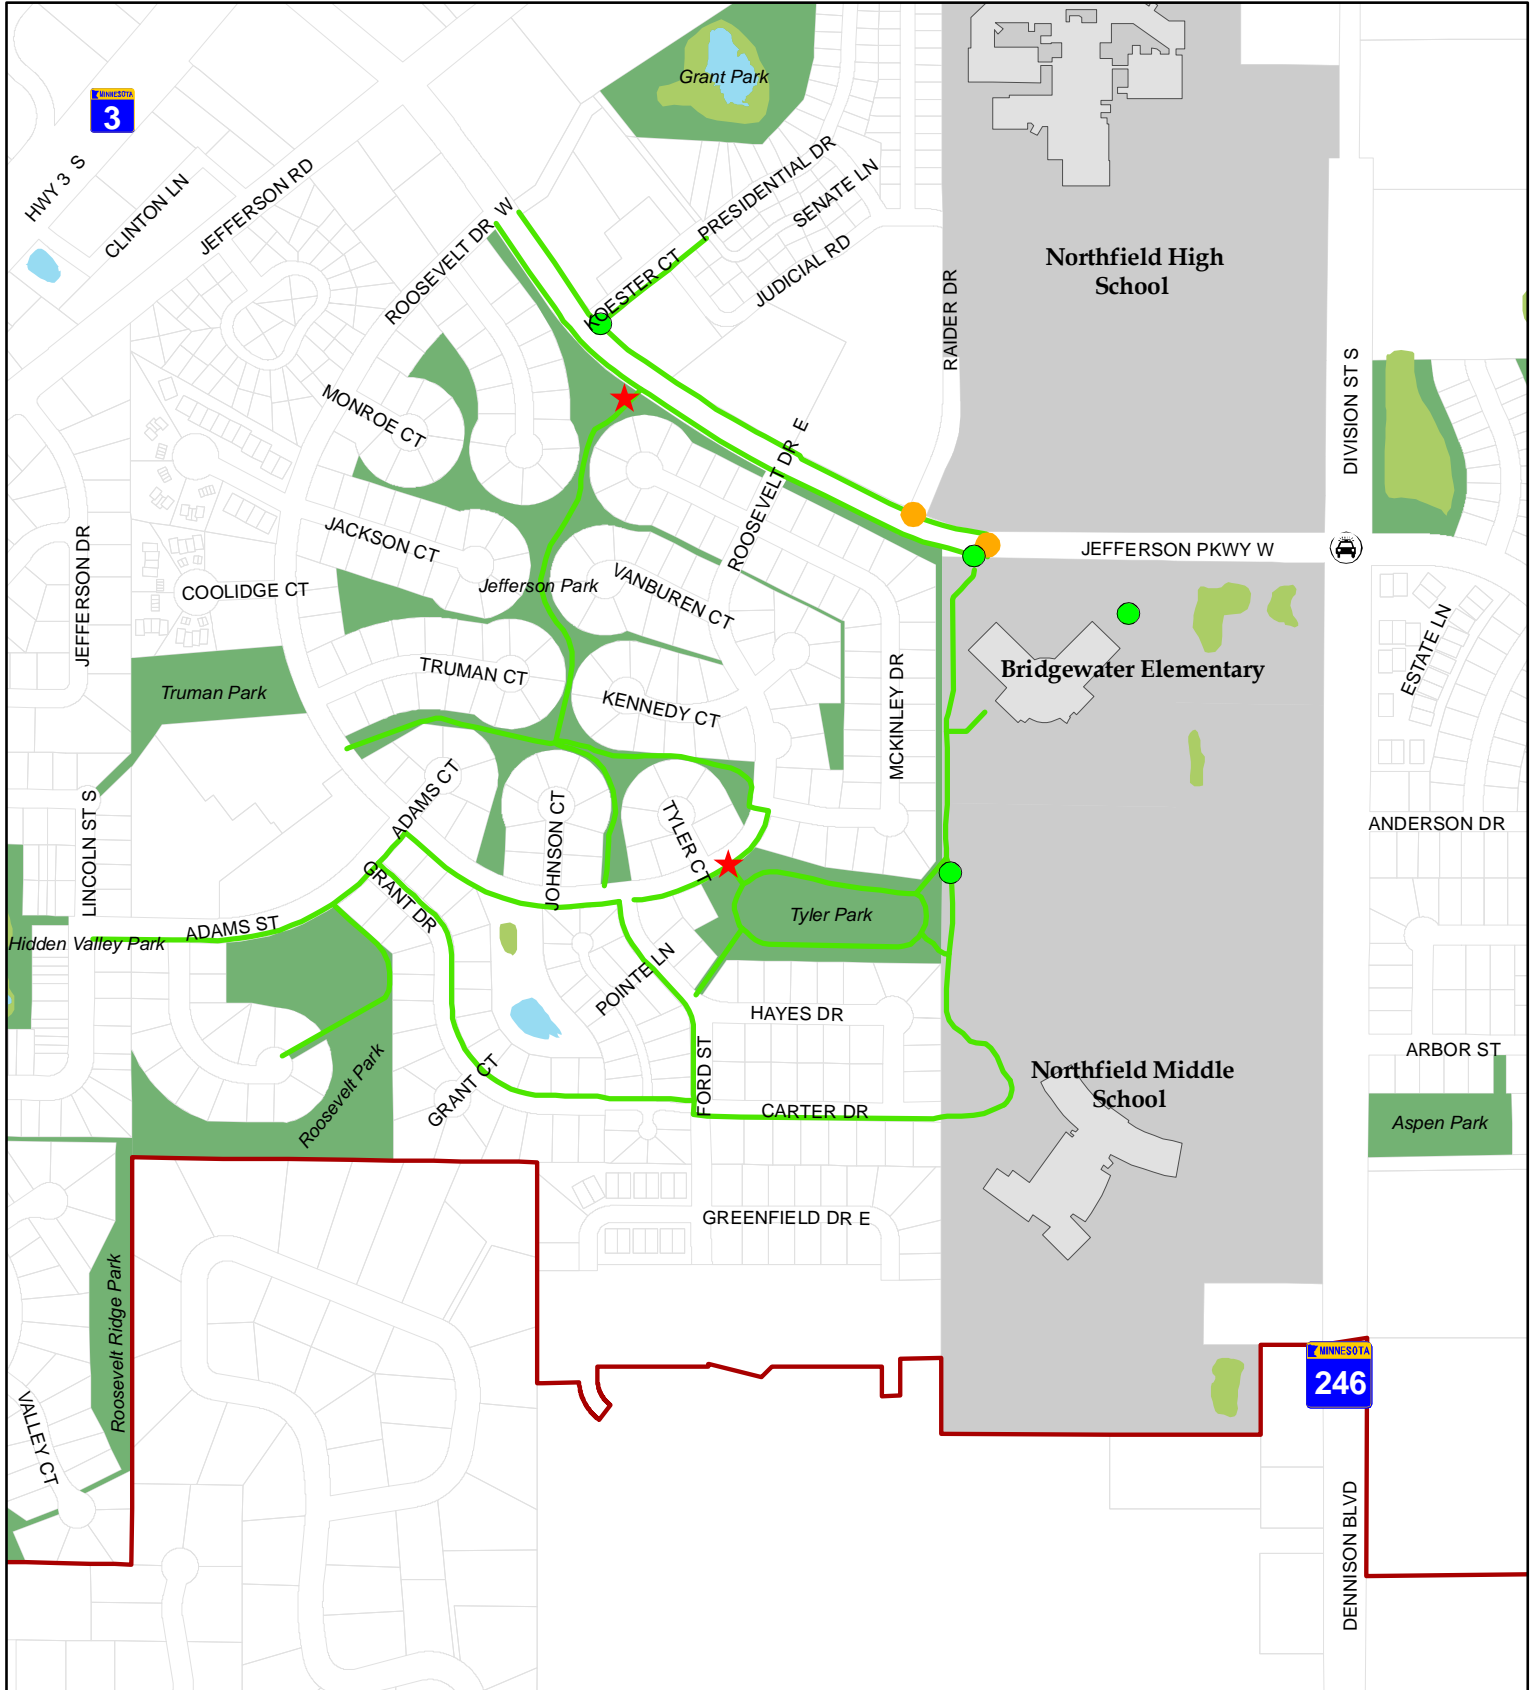 Grant Park
MINNESOTA
3
HWY 3 S
CLINTON LN
JEFFERSON RD
ROOSEVELT DR W
PRESIDENTIAL DR
SENATE LN
JUDICIAL RD
KOESTER CT
RAIDER DR
Northfield High
School
DIVISION ST S
MONROE CT
ROOSEVELT DR E
JACKSON CT
JEFFERSON PKWY W
JEFFERSON DR
COOLIDGE CT
Jefferson Park
VANBUREN CT
ESTATE LN
Truman Park
TRUMAN CT
KENNEDY CT
MCKINLEY DR
Bridgewater Elementary
LINCOLN ST S
ADAMS CT
JOHNSON CT
TYLER CT
ANDERSON DR
GRANT DR
Tyler Park
ADAMS ST
Hidden Valley Park
POINTE LN
HAYES DR
ARBOR ST
Roosevelt Park
GRANT CT
FORD ST
CARTER DR
Northfield Middle
School
Aspen Park
GREENFIELD DR E
Roosevelt Ridge Park
MINNESOTA
246
VALLEY CT
DENNISON BLVD